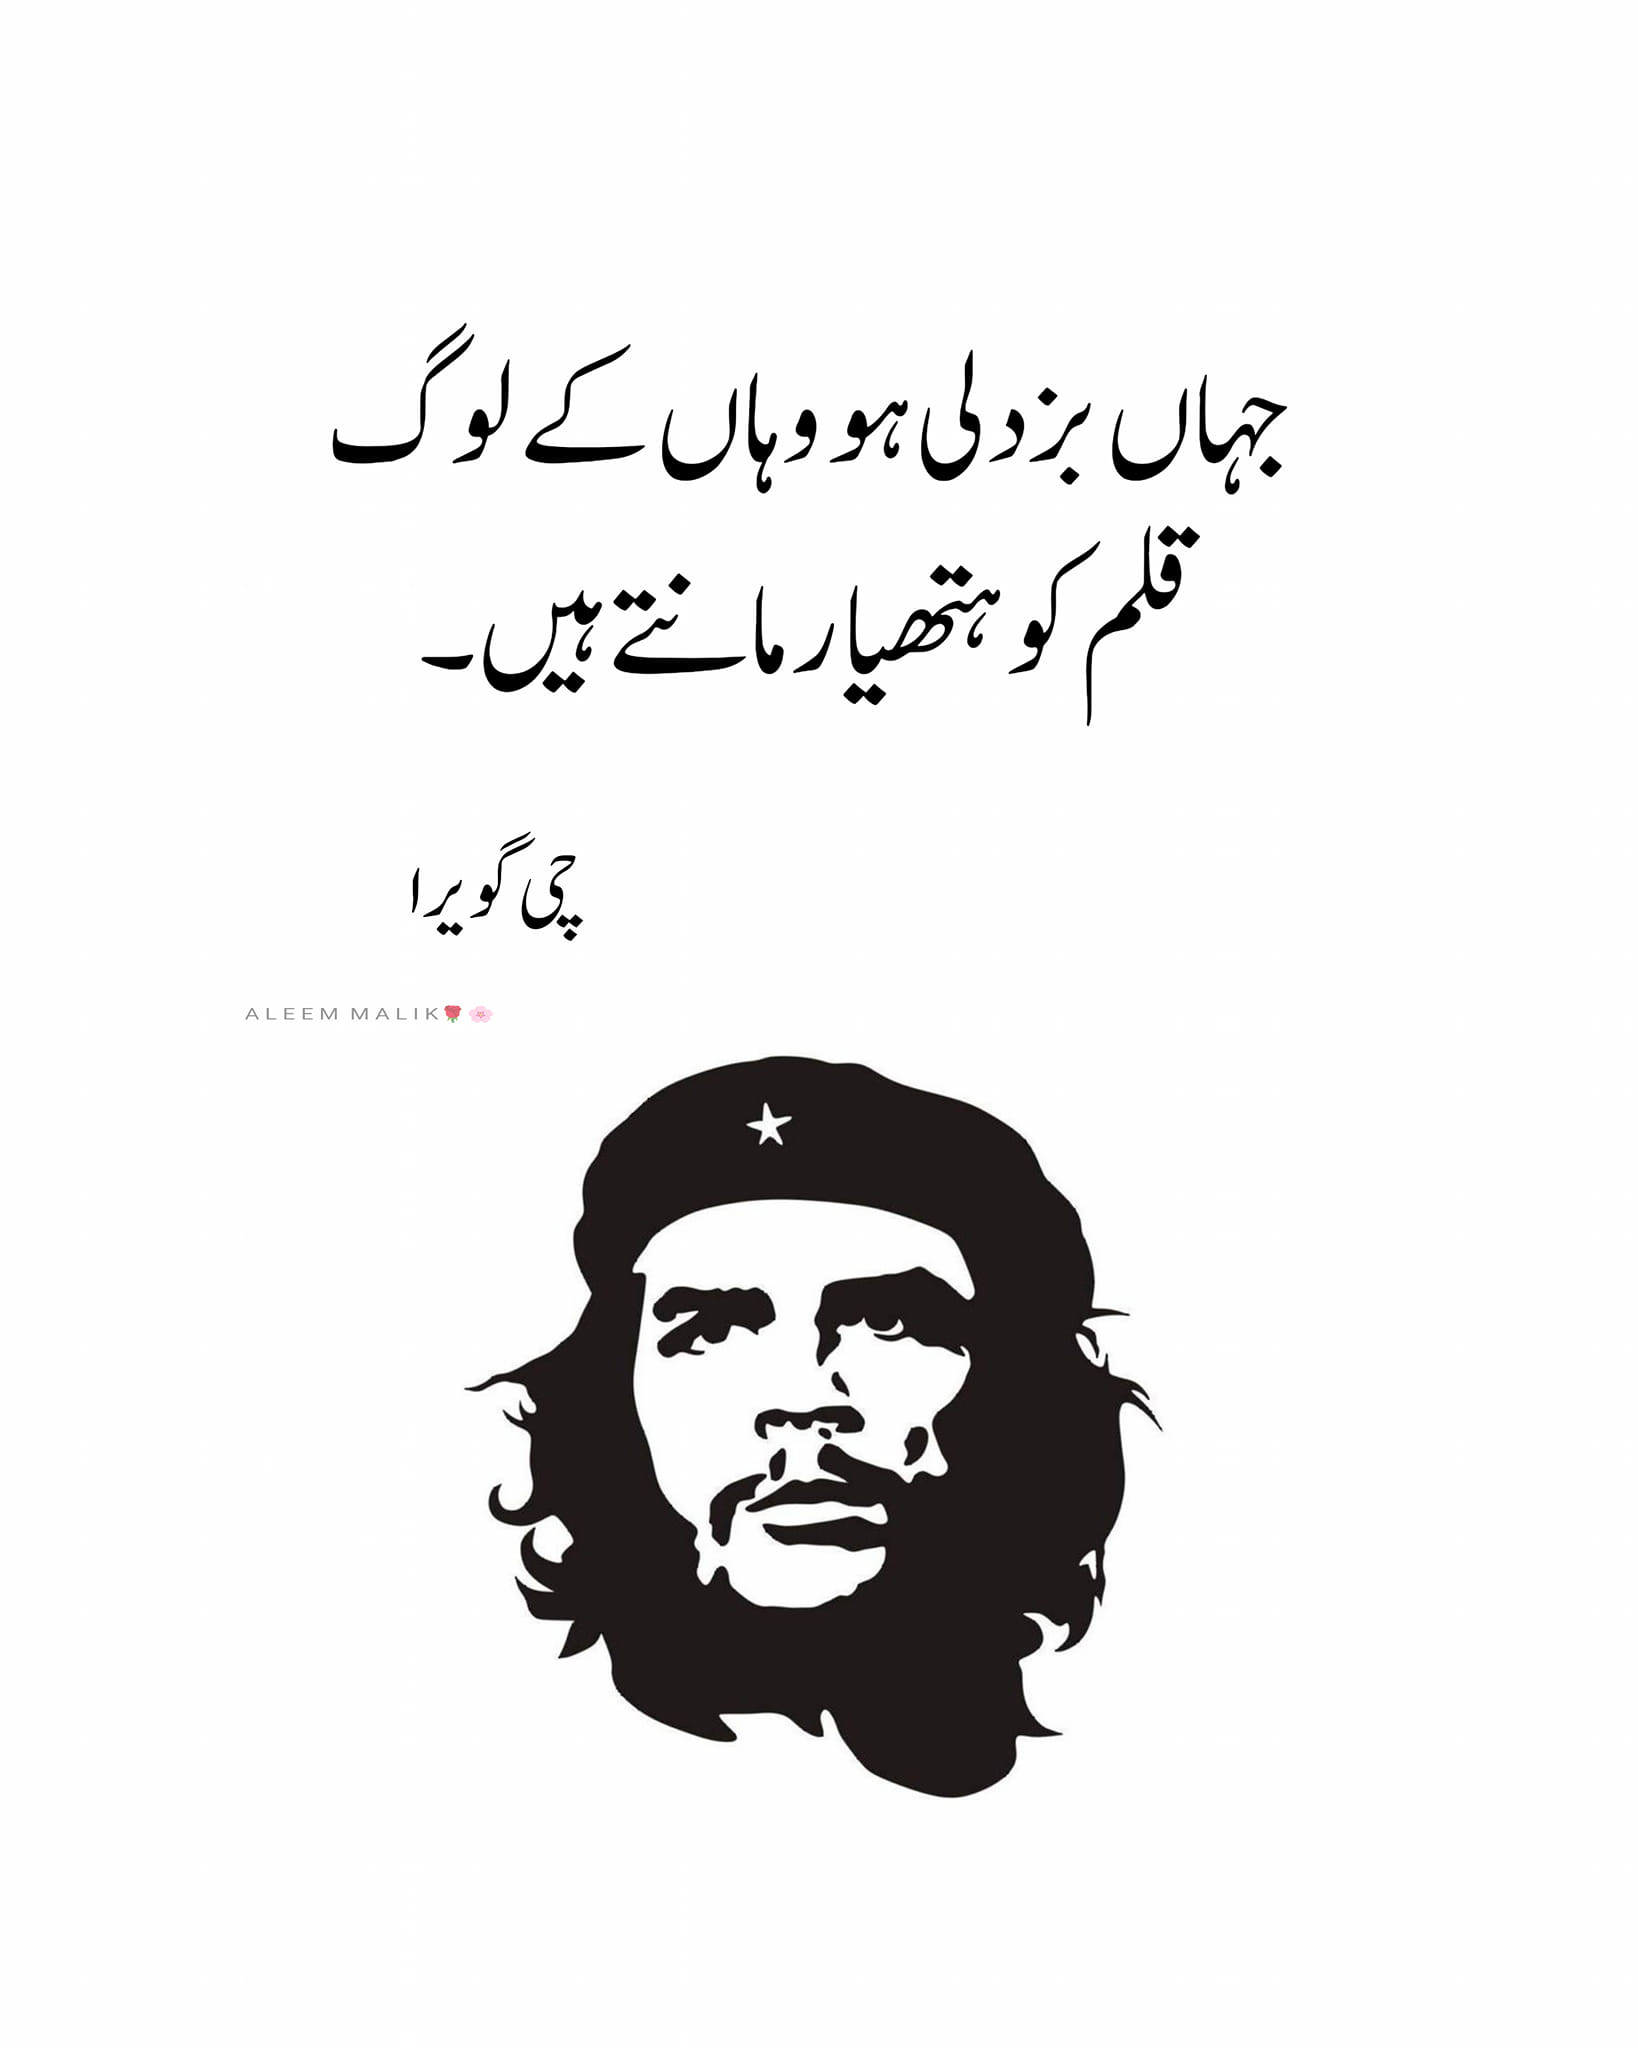 جہاں بزدلی ہو وہاں کے لوگ
قلم کو ہتھیار مانتے ہیں۔
چی گویرا
ALEEM MALIK🌹🌸